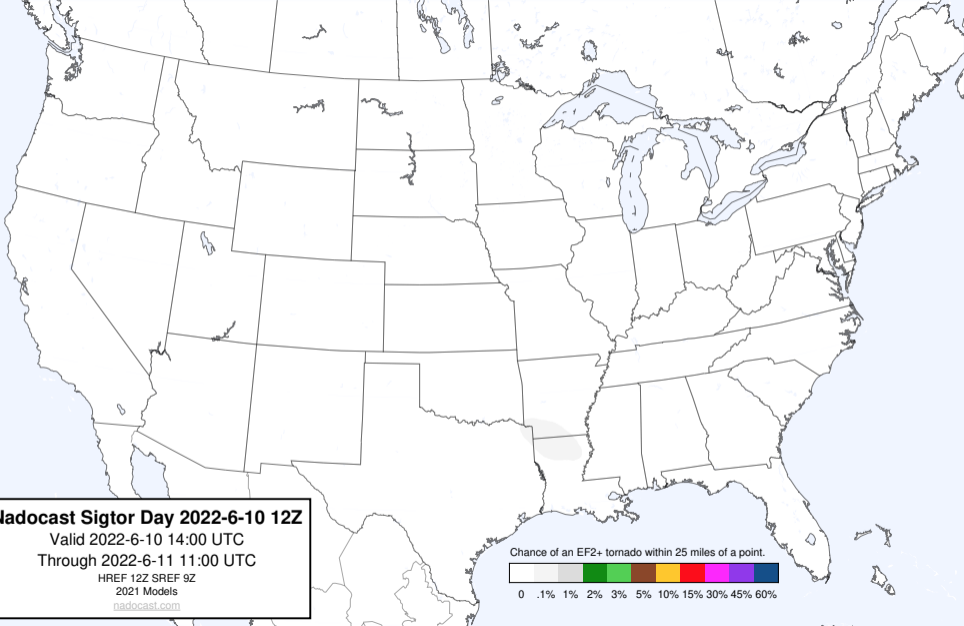 Nadocast Sigtor Day 2022-6-10 12Z
Valid 2022-6-10 14:00 UTC
Through 2022-6-11 11:00 UTC
HREF 12Z SREF 9Z
2021 Models
nadocast.com
Chance of an EF2+ tornado within 25 miles of a point.
0 .1% 1% 2% 3% 5% 10% 15% 30% 45% 60%